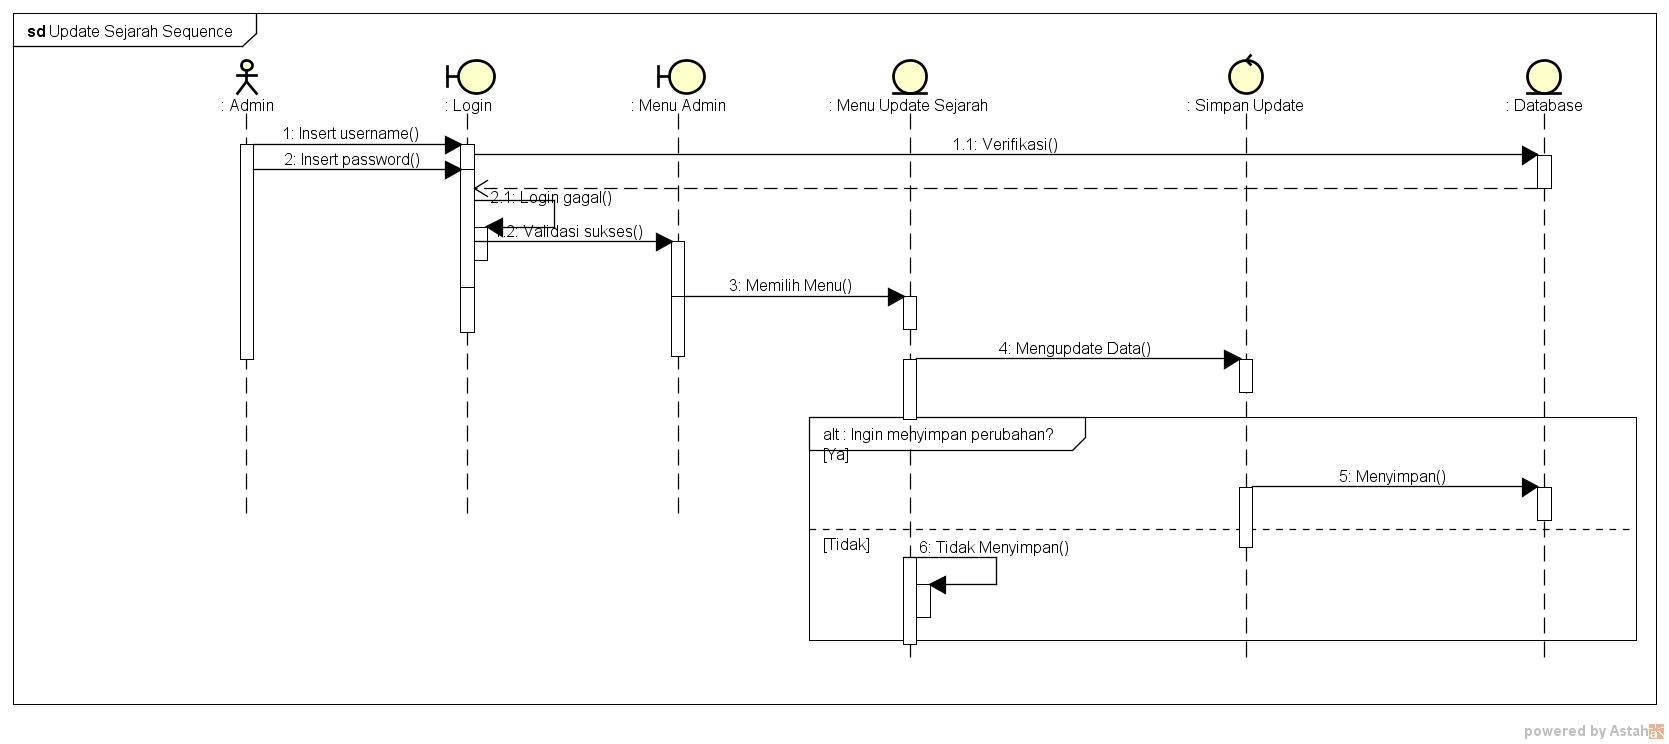 sd Update Sejarah Sequence
: Admin
: Login
: Menu Admin
: Menu Update Sejarah
: Simpan Update
: Database
1: Insert username()
1.1: Verifikasi()
2: Insert password()
2.1: Login gagal()
1.2: Validasi sukses()
3: Memilih Menu()
4: Mengupdate Data()
alt : Ingin menyimpan perubahan?
[Ya]
5: Menyimpan()
[Tidak]
6: Tidak Menyimpan()
powered by Astah